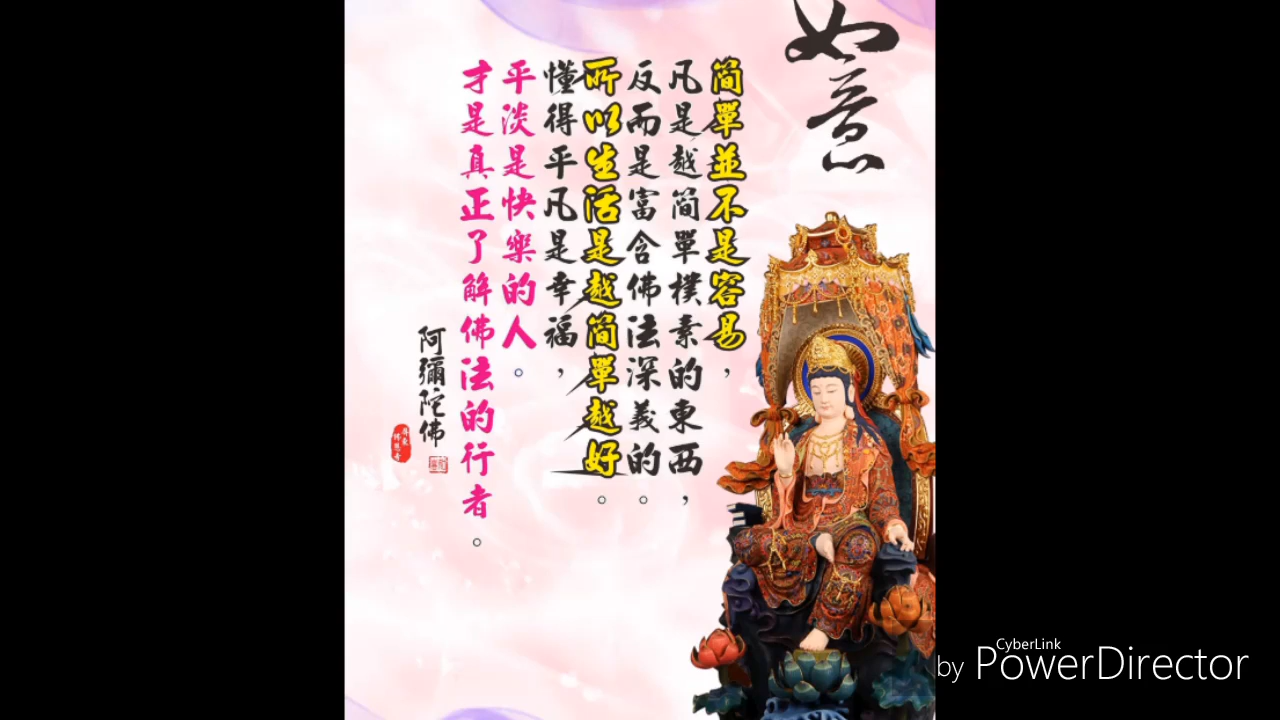 如意
简單並不是容易，
凡是越简單樸素的東西，
反而是富含佛法深義的。
所以生活是越简單越好。
懂得平凡是幸福，
平淡是快樂的人。
才是真正了解佛法的行者。
阿彌陀佛
by CyberLink PowerDirector